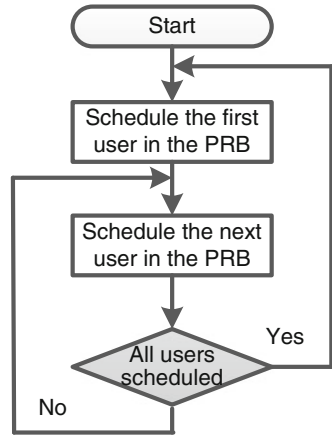 Start
Schedule the first
user in the PRB
Schedule the next
user in the PRB
All users
scheduled
Yes
No